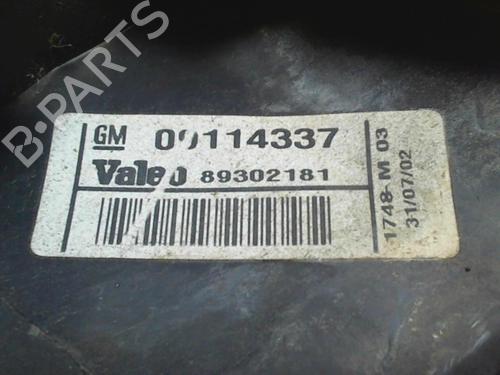 B-PARTS
GM 09114337
Valeo 89302181
1748-M 03
31/07/02